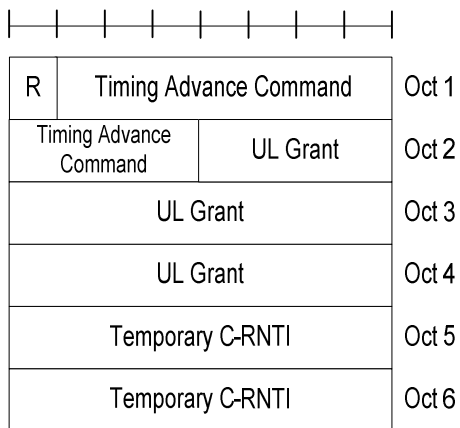 R Timing Advance Command Oct 1
Timing Advance
Command UL Grant Oct 2
UL Grant Oct 3
UL Grant Oct 4
Temporary C-RNTI Oct 5
Temporary C-RNTI Oct 6